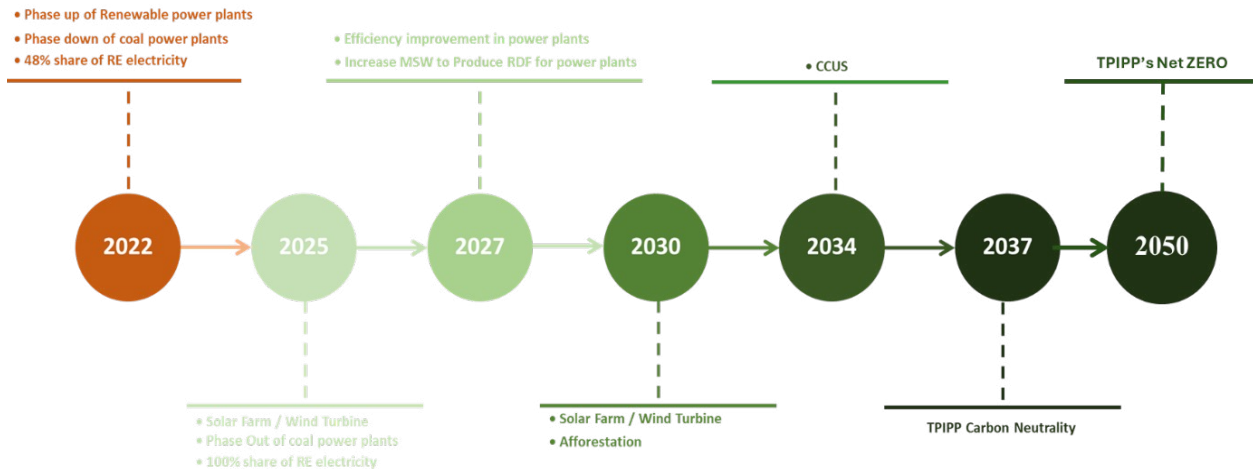 • Phase up of Renewable power plants
• Phase down of coal power plants
• 48% share of RE electricity
• Efficiency improvement in power plants
• Increase MSW to Produce RDF for power plants
• CCUS
TPIPP's Net ZERO
2022
2025
2027
2030
2034
2037
2050
• Solar Farm / Wind Turbine
• Phase Out of coal power plants
• 100% share of RE electricity
• Solar Farm / Wind Turbine
• Afforestation
TPIPP Carbon Neutrality